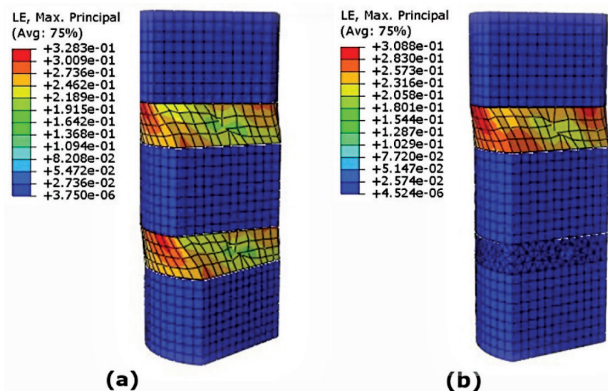 LE, Max. Principal
(Avg: 75%)
+3.283e-01
+3.009e-01
+2.736e-01
+2.462e-01
+2.189e-01
+1.915e-01
+1.642e-01
+1.368e-01
+1.094e-01
+8.208e-02
+5.472e-02
+2.736e-02
+3.750e-06
(a)
LE, Max. Principal
(Avg: 75%)
+3.088e-01
+2.830e-01
+2.573e-01
+2.316e-01
+2.058e-01
+1.801e-01
+1.544e-01
+1.287e-01
+1.029e-01
+7.720e-02
+5.147e-02
+2.574e-02
+4.524e-06
(b)